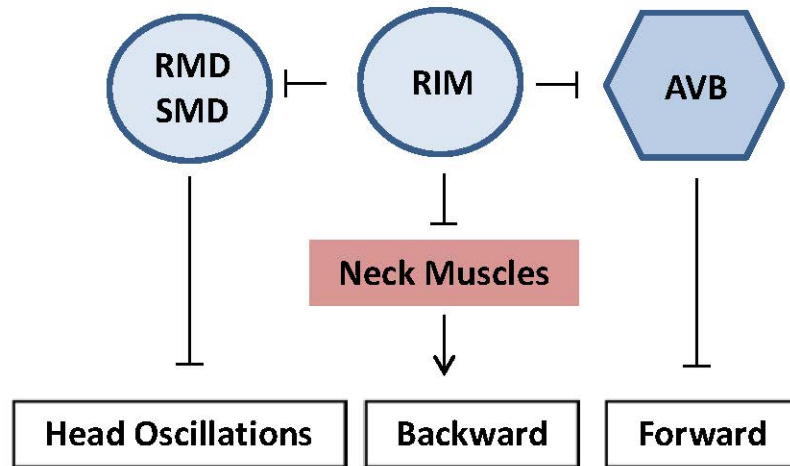 RMD
SMD
RIM
AVB
Neck Muscles
Head Oscillations
Backward
Forward